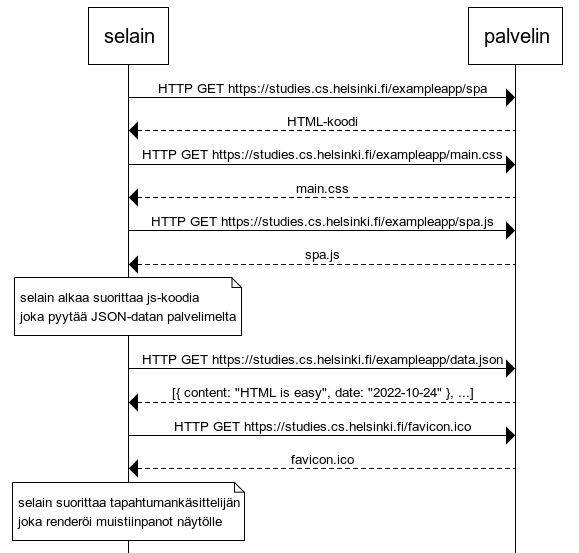 selain
palvelin
HTTP GET https://studies.cs.helsinki.fi/exampleapp/spa
HTML-koodi
HTTP GET https://studies.cs.helsinki.fi/exampleapp/main.css
main.css
HTTP GET https://studies.cs.helsinki.fi/exampleapp/spa.js
spa.js
selain alkaa suorittaa js-koodia
joka pyytää JSON-datan palvelimelta
HTTP GET https://studies.cs.helsinki.fi/exampleapp/data.json
[{ content: "HTML is easy", date: "2022-10-24" }, ...]
HTTP GET https://studies.cs.helsinki.fi/favicon.ico
favicon.ico
selain suorittaa tapahtumankäsittelijän
joka renderöi muistiinpanot näytölle